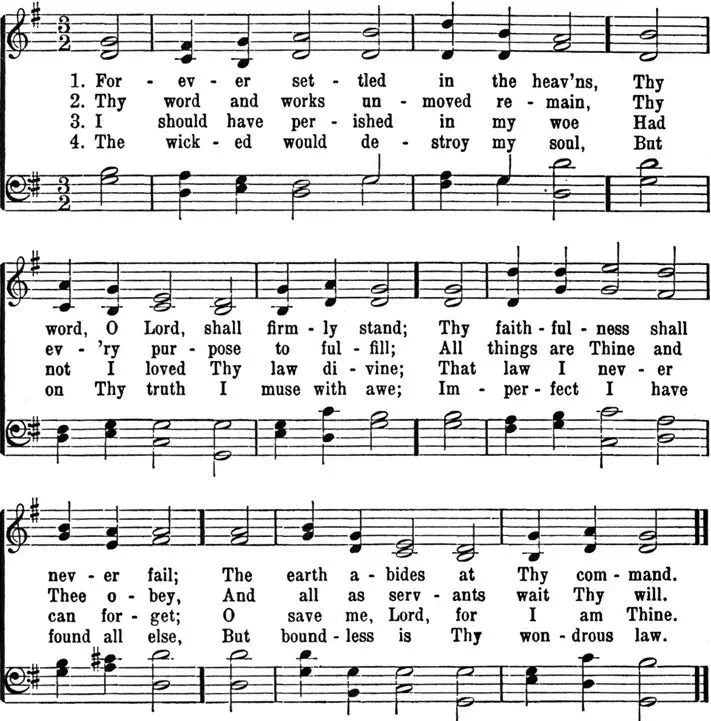 3
2
1. For - ev - er set - tled in the heav'ns, Thy
2. Thy word and works un - moved re - main, Thy
3. I should have per - ished in my woe Had
4. The wick - ed would de - stroy my soul, But
3
2
word, O Lord, shall firm - ly stand; Thy faith - ful - ness shall
ev - 'ry pur - pose to ful - fill; All things are Thine and
not I loved Thy law di - vine; That law I nev - er
on Thy truth I muse with awe; Im - per - fect I have
nev - er fail; The earth a - bides at Thy com - mand.
Thee o - bey, And all as serv - ants wait Thy will.
can for - get; O save me, Lord, for I am Thine.
found all else, But bound - less is Thy won - drous law.